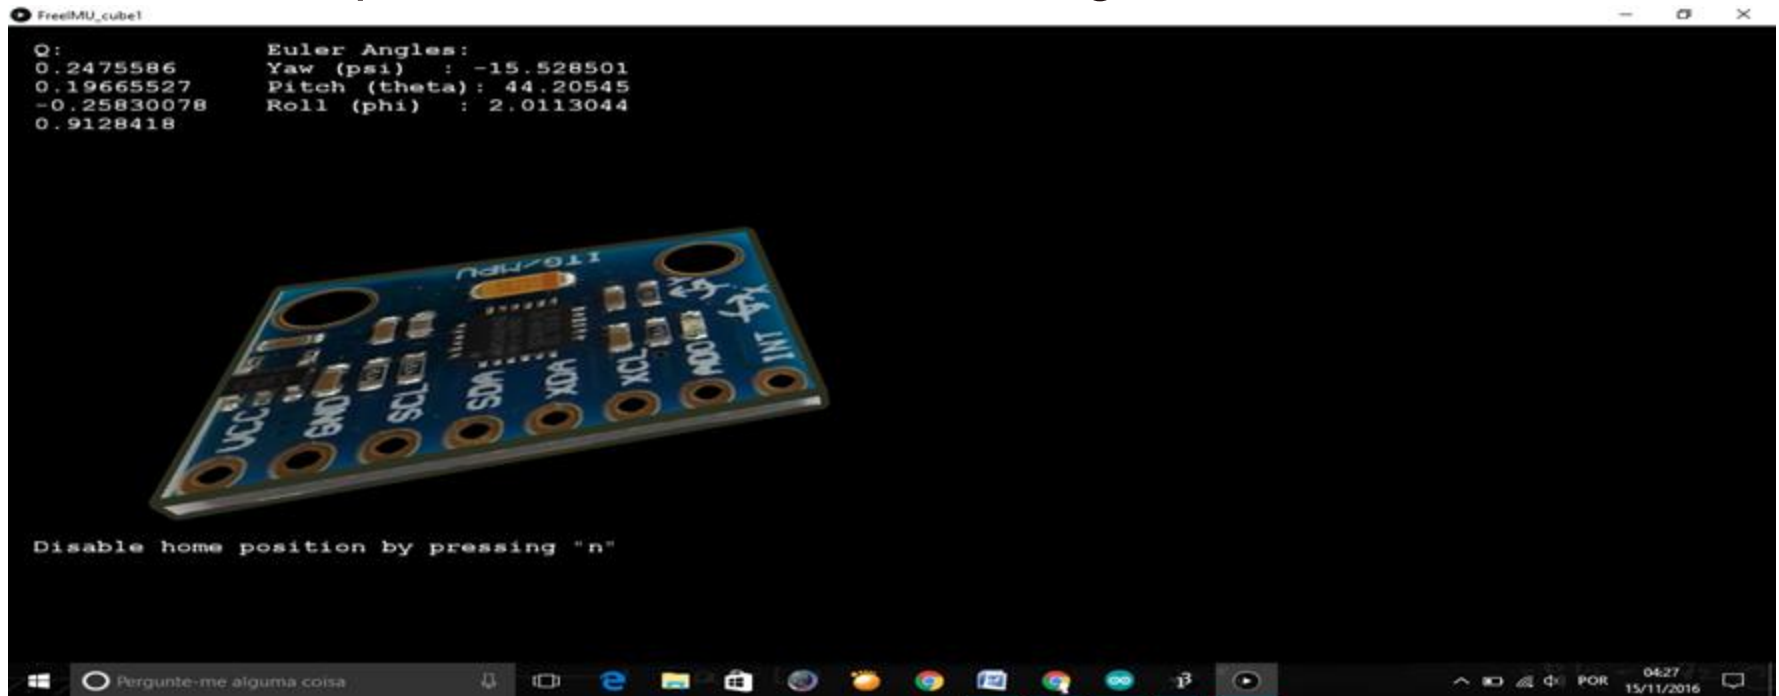 FreeIMU_cube1
Q:
0.2475586
0.19665527
-0.25830078
0.9128418
Euler Angles:
Yaw (psi) : -15.528501
Pitch (theta): 44.20545
Roll (phi) : 2.0113044
ITG/MPU
VCC
GND
SCL
SDA
XDA
XCL
ADO
INT
Disable home position by pressing "n"
Pergunte-me alguma coisa
POR
04:27
15/11/2016